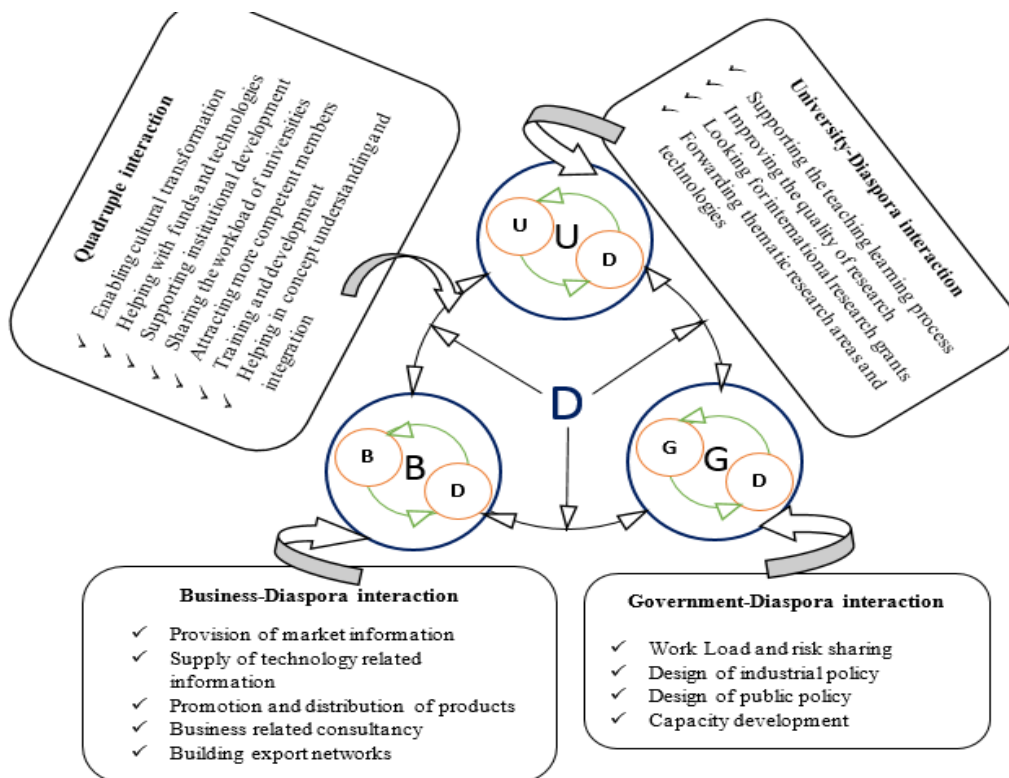 Quadruple interaction
✓ Enabling cultural transformation
✓ Helping with funds and technologies
✓ Supporting institutional development
✓ Sharing the workload of universities
✓ Attracting more competent members
✓ Training and development
✓ Helping in concept understanding and
integration
University-Diaspora interaction
✓ Supporting the teaching learning process
✓ Improving the quality of research
✓ Looking for international research grants
✓ Forwarding thematic research areas and
technologies
U
U
D
D
B
B
D
G
G
D
Business-Diaspora interaction
✓ Provision of market information
✓ Supply of technology related
information
✓ Promotion and distribution of products
✓ Business related consultancy
✓ Building export networks
Government-Diaspora interaction
✓ Work Load and risk sharing
✓ Design of industrial policy
✓ Design of public policy
✓ Capacity development